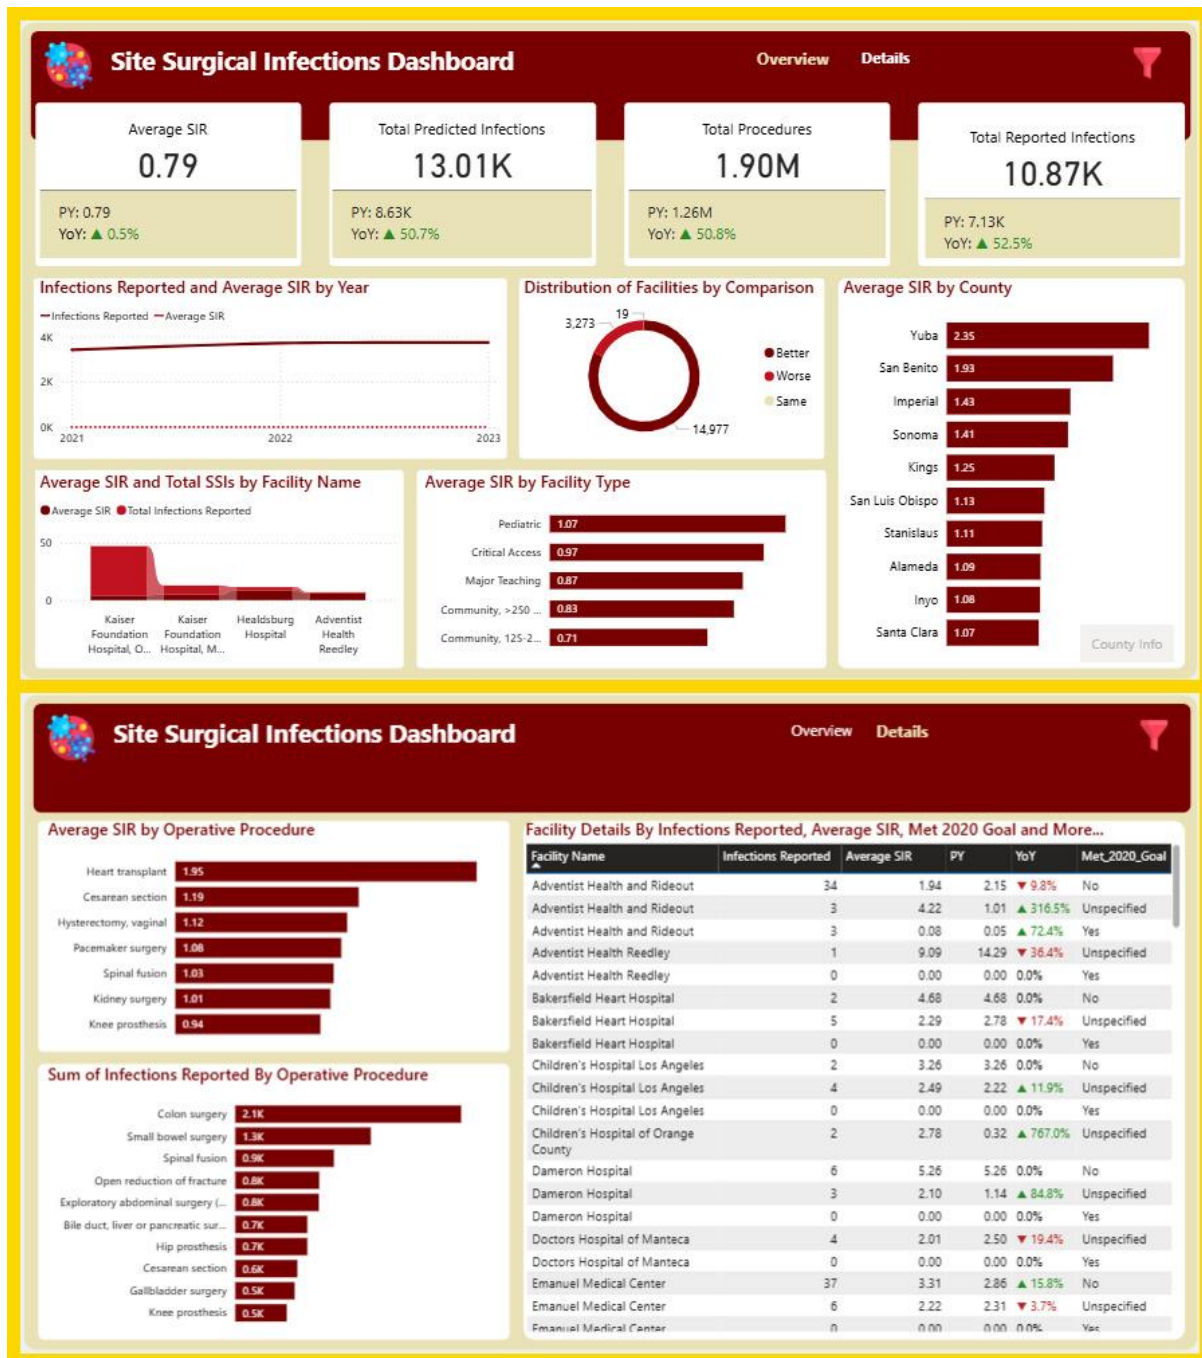 Site Surgical Infections Dashboard
Overview
Details
Average SIR
0.79
PY: 0.79
YoY: ▲ 0.5%
Total Predicted Infections
13.01K
PY: 8.63K
YoY: ▲ 50.7%
Total Procedures
1.90M
PY: 1.26M
YoY: ▲ 50.8%
Total Reported Infections
10.87K
PY: 7.13K
YoY: ▲ 52.5%
Infections Reported and Average SIR by Year
Infections Reported Average SIR
4K
2K
0K
2021 2022 2023
Distribution of Facilities by Comparison
19
3,273
14,977
Better
Worse
Same
Average SIR by County
Yuba 2.35
San Benito 1.93
Imperial 1.43
Sonoma 1.41
Kings 1.25
San Luis Obispo 1.13
Stanislaus 1.11
Alameda 1.09
Inyo 1.08
Santa Clara 1.07
County Info
Average SIR and Total SSIs by Facility Name
Average SIR Total Infections Reported
50
0
Kaiser Foundation Hospital, O...
Kaiser Foundation Hospital, M...
Healdsburg Hospital
Adventist Health Reedley
Average SIR by Facility Type
Pediatric 1.07
Critical Access 0.97
Major Teaching 0.87
Community, >250 ... 0.83
Community, 125-2... 0.71
Site Surgical Infections Dashboard
Overview
Details
Average SIR by Operative Procedure
Heart transplant 1.95
Cesarean section 1.19
Hysterectomy, vaginal 1.12
Pacemaker surgery 1.08
Spinal fusion 1.03
Kidney surgery 1.01
Knee prosthesis 0.94
Sum of Infections Reported By Operative Procedure
Colon surgery 2.1K
Small bowel surgery 1.3K
Spinal fusion 0.9K
Open reduction of fracture 0.8K
Exploratory abdominal surgery (... 0.8K
Bile duct, liver or pancreatic sur... 0.7K
Hip prosthesis 0.7K
Cesarean section 0.6K
Gallbladder surgery 0.5K
Knee prosthesis 0.5K
Facility Details By Infections Reported, Average SIR, Met 2020 Goal and More...
Facility Name Infections Reported Average SIR PY YoY Met_2020_Goal
Adventist Health and Rideout 34 1.94 2.15 ▼ 9.8% No
Adventist Health and Rideout 3 4.22 1.01 ▲ 316.5% Unspecified
Adventist Health and Rideout 3 0.08 0.05 ▲ 72.4% Yes
Adventist Health Reedley 1 9.09 14.29 ▼ 36.4% Unspecified
Adventist Health Reedley 0 0.00 0.00 0.0% Yes
Bakersfield Heart Hospital 2 4.68 4.68 0.0% No
Bakersfield Heart Hospital 5 2.29 2.78 ▼ 17.4% Unspecified
Bakersfield Heart Hospital 0 0.00 0.00 0.0% Yes
Children's Hospital Los Angeles 2 3.26 3.26 0.0% No
Children's Hospital Los Angeles 4 2.49 2.22 ▲ 11.9% Unspecified
Children's Hospital Los Angeles 0 0.00 0.00 0.0% Yes
Children's Hospital of Orange County 2 2.78 0.32 ▲ 767.0% Unspecified
Dameron Hospital 6 5.26 5.26 0.0% No
Dameron Hospital 3 2.10 1.14 ▲ 84.8% Unspecified
Dameron Hospital 0 0.00 0.00 0.0% Yes
Doctors Hospital of Manteca 4 2.01 2.50 ▼ 19.4% Unspecified
Doctors Hospital of Manteca 0 0.00 0.00 0.0% Yes
Emanuel Medical Center 37 3.31 2.86 ▲ 15.8% No
Emanuel Medical Center 6 2.22 2.31 ▼ 3.7% Unspecified
Emanuel Medical Center 0 0.00 0.00 0.0% Yes